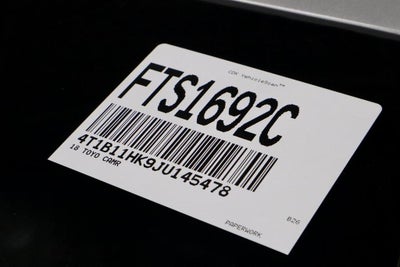 CDK VehicleScan™
FTS1692C
4T1B11HK9JU145478
18 TOYO CAMR
PAPERWORK
B26